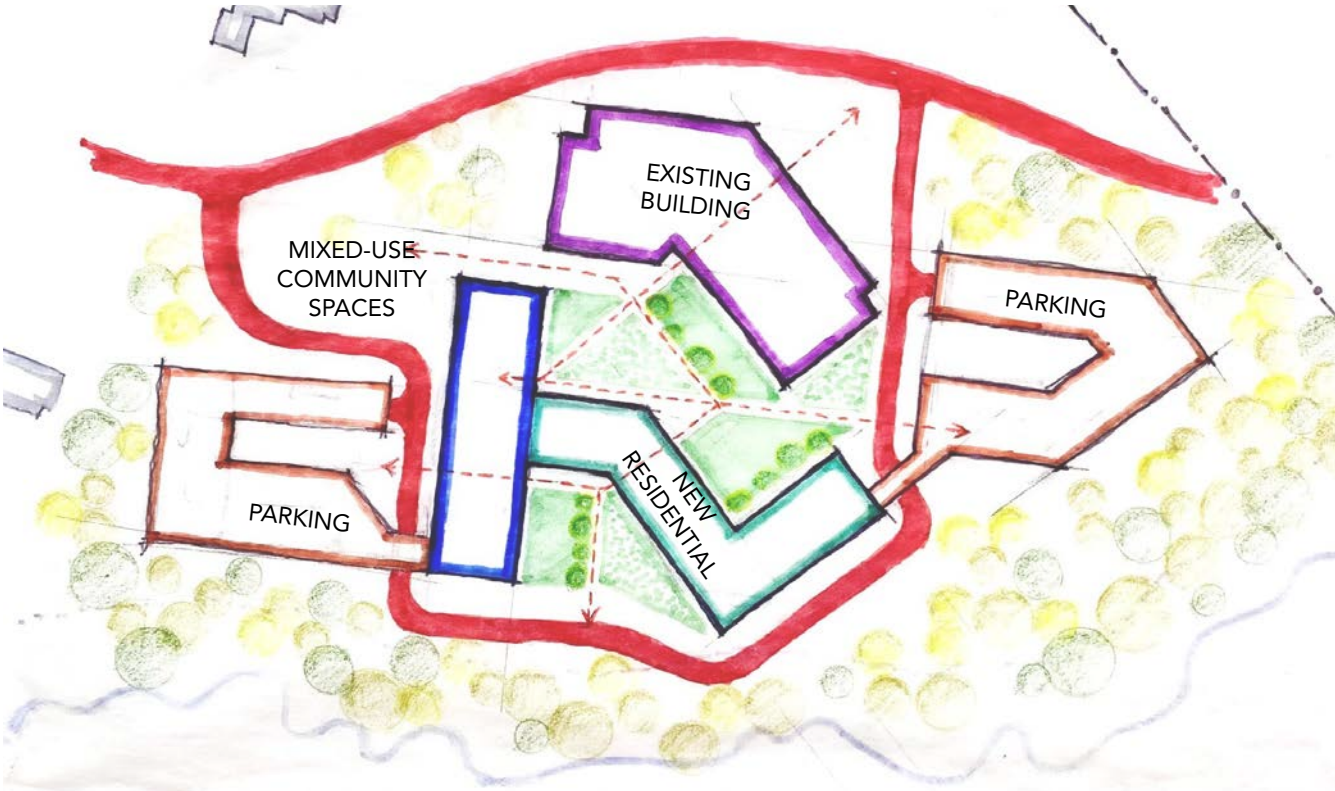 EXISTING
BUILDING
MIXED-USE
COMMUNITY
SPACES
PARKING
NEW
RESIDENTIAL
PARKING